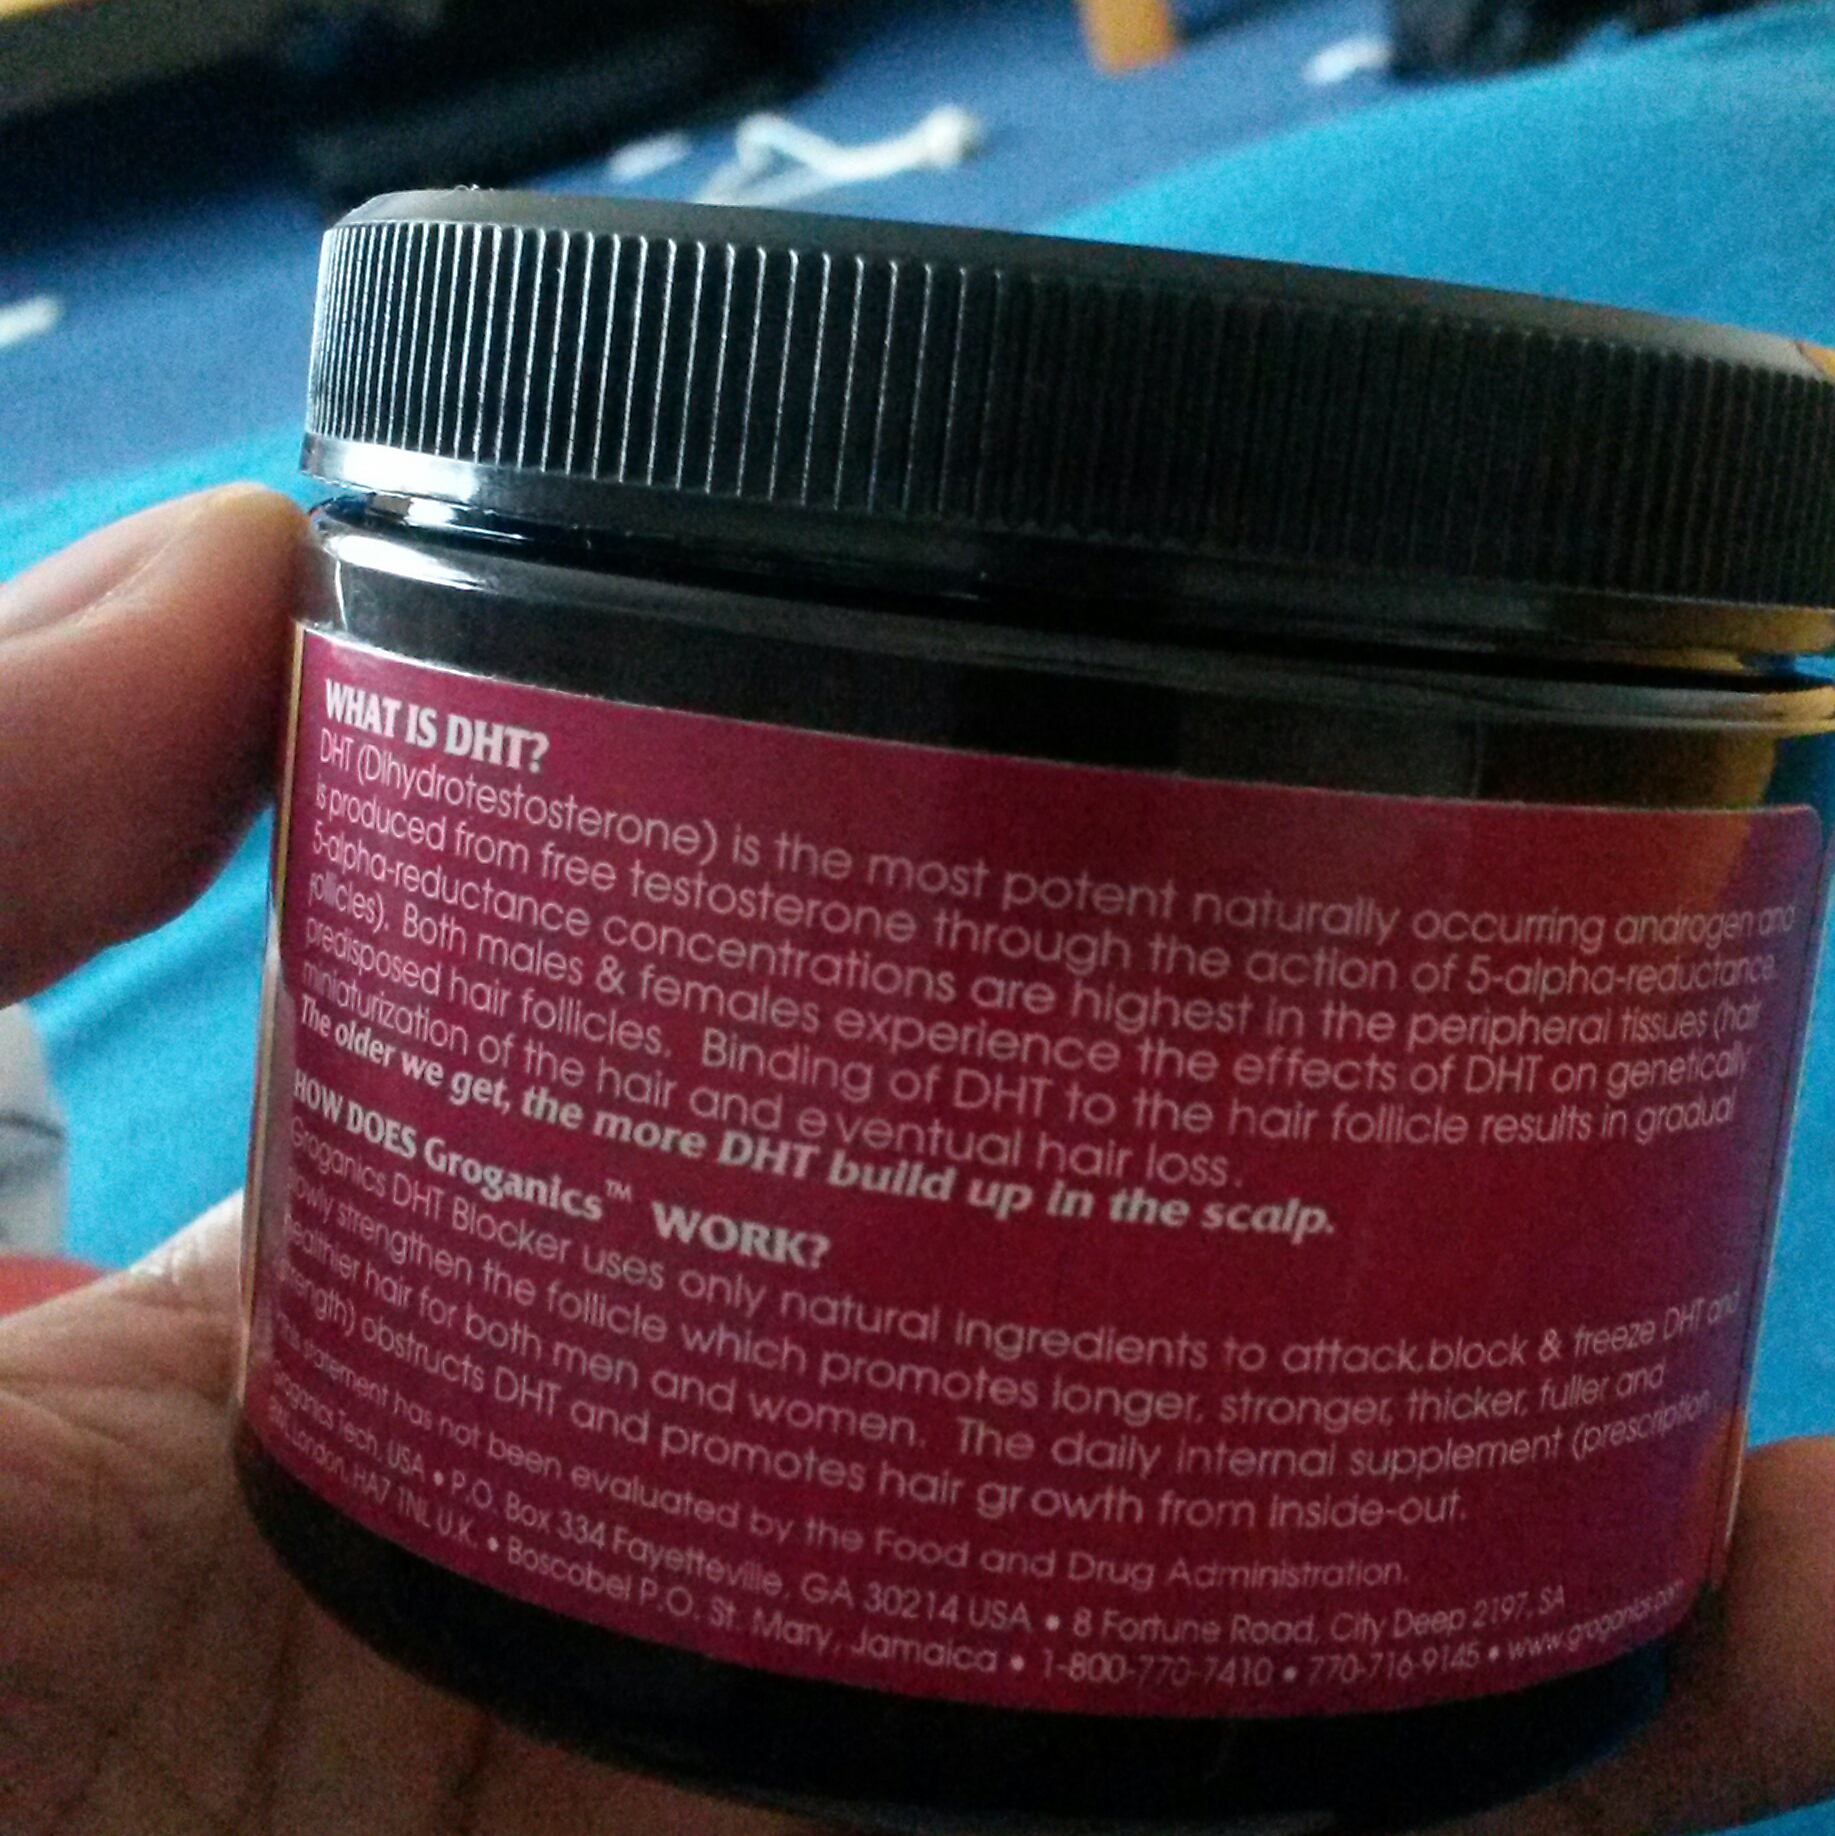 WHAT IS DHT?
DHT (Dihydrotestosterone) is the most potent naturally occurring androgen and
is produced from free testosterone through the action of 5-alpha-reductance.
5-alpha-reductance concentrations are highest in the peripheral tissues (hair
follicles). Both males & females experience the effects of DHT on genetically
predisposed hair follicles. Binding of DHT to the hair follicle results in gradual
miniaturization of the hair and eventual hair loss.
The older we get, the more DHT build up in the scalp.
HOW DOES Groganics™ WORK?
Groganics DHT Blocker uses only natural ingredients to attack,block & freeze DHT and
slowly strengthen the follicle which promotes longer, stronger, thicker, fuller and
healthier hair for both men and women. The daily internal supplement (prescription
strength) obstructs DHT and promotes hair growth from inside-out.
This statement has not been evaluated by the Food and Drug Administration.
Groganics Tech, USA • P.O. Box 334 Fayetteville, GA 30214 USA • 8 Fortune Road, City Deep 2197, SA
London, HA7 1NL U.K. • Boscobel P.O. St. Mary, Jamaica • 1-800-770-7410 • 770-716-9145 • www.groganics.com